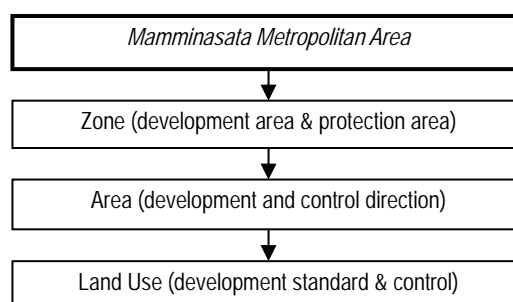 Mamminasata Metropolitan Area
Zone (development area & protection area)
Area (development and control direction)
Land Use (development standard & control)